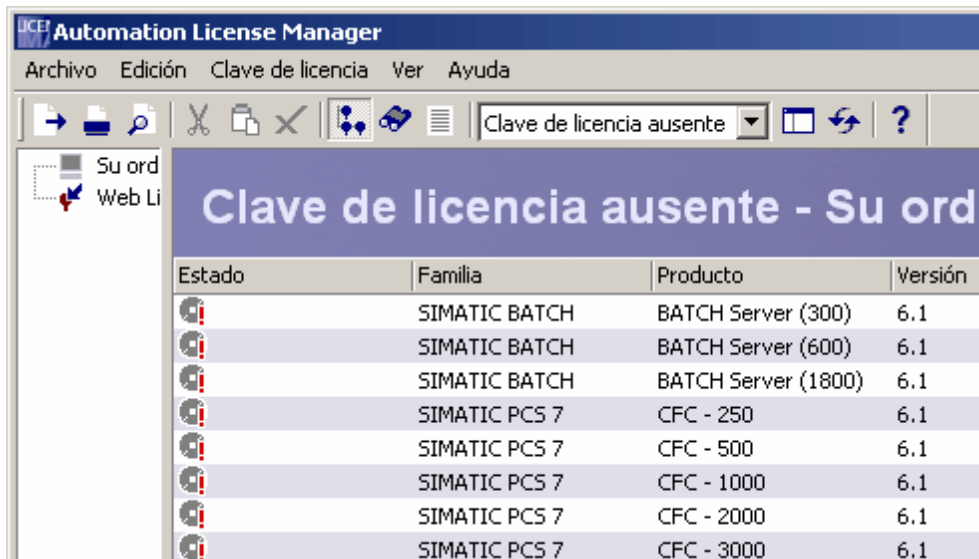 Automation License Manager
Archivo Edición Clave de licencia Ver Ayuda
Clave de licencia ausente
Su ord
Web Li
Clave de licencia ausente - Su ord
Estado Familia Producto Versión
SIMATIC BATCH BATCH Server (300) 6.1
SIMATIC BATCH BATCH Server (600) 6.1
SIMATIC BATCH BATCH Server (1800) 6.1
SIMATIC PCS 7 CFC - 250 6.1
SIMATIC PCS 7 CFC - 500 6.1
SIMATIC PCS 7 CFC - 1000 6.1
SIMATIC PCS 7 CFC - 2000 6.1
SIMATIC PCS 7 CFC - 3000 6.1